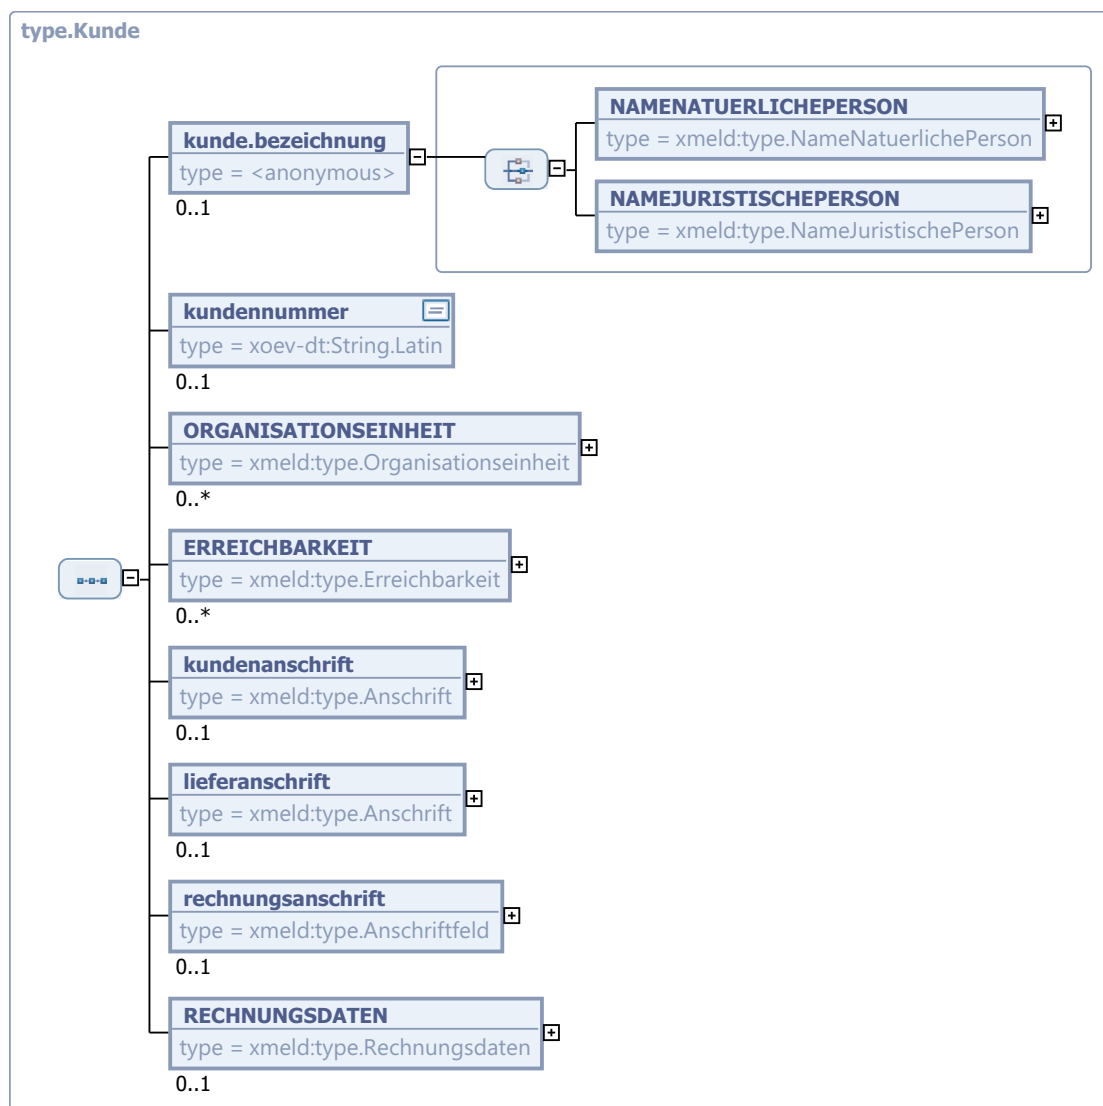 type.Kunde
kunde.bezeichnung
type = <anonymous>
0..1
NAMENATUERLICHEPERSON
type = xmeld:type.NameNatuerlichePerson
NAMEJURISTISCHEPERSON
type = xmeld:type.NameJuristischePerson
kundennummer
type = xoev-dt:String.Latin
0..1
ORGANISATIONSEINHEIT
type = xmeld:type.Organisationseinheit
0..*
ERREICHBARKEIT
type = xmeld:type.Erreichbarkeit
0..*
kundenanschrift
type = xmeld:type.Anschrift
0..1
lieferanschrift
type = xmeld:type.Anschrift
0..1
rechnungsanschrift
type = xmeld:type.Anschriftfeld
0..1
RECHNUNGSDATEN
type = xmeld:type.Rechnungsdaten
0..1